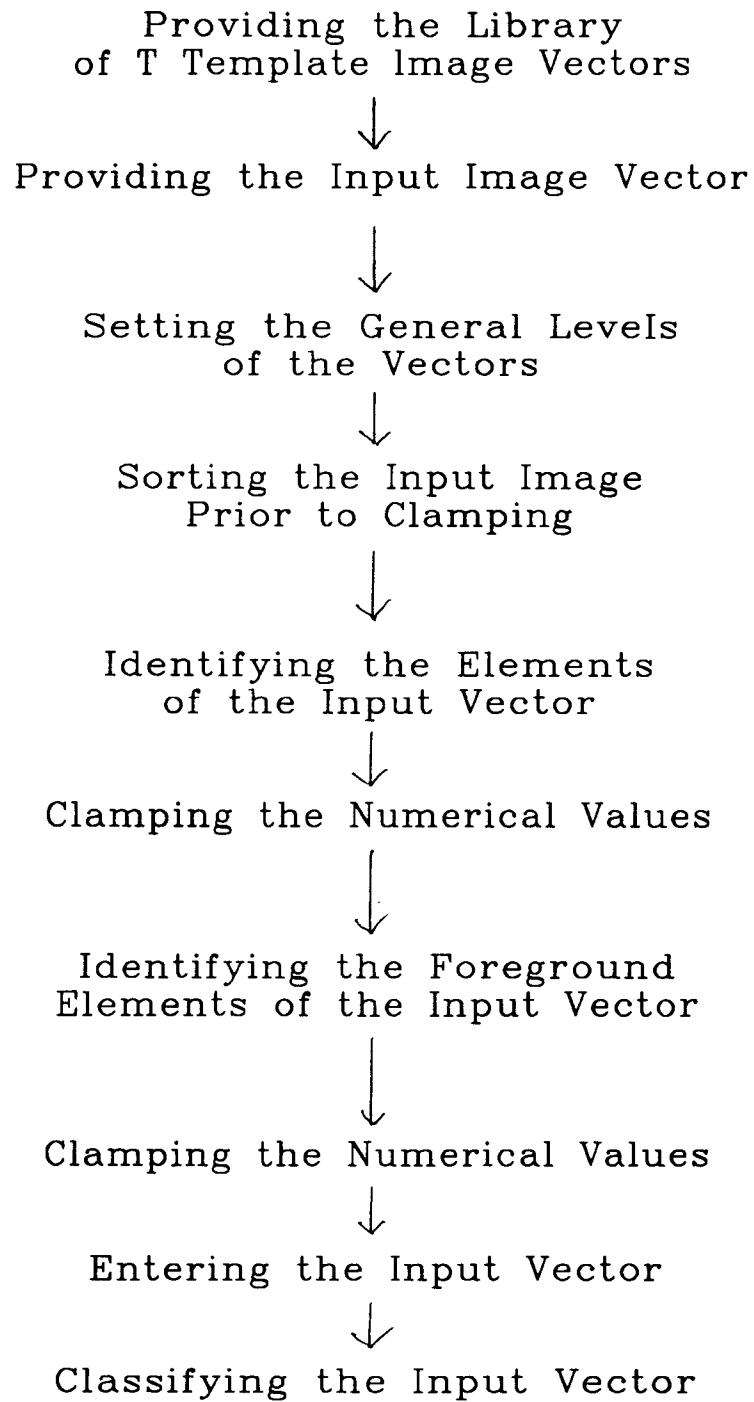 Providing the Library
of T Template Image Vectors
Providing the Input Image Vector
Setting the General Levels
of the Vectors
Sorting the Input Image
Prior to Clamping
Identifying the Elements
of the Input Vector
Clamping the Numerical Values
Identifying the Foreground
Elements of the Input Vector
Clamping the Numerical Values
Entering the Input Vector
Classifying the Input Vector